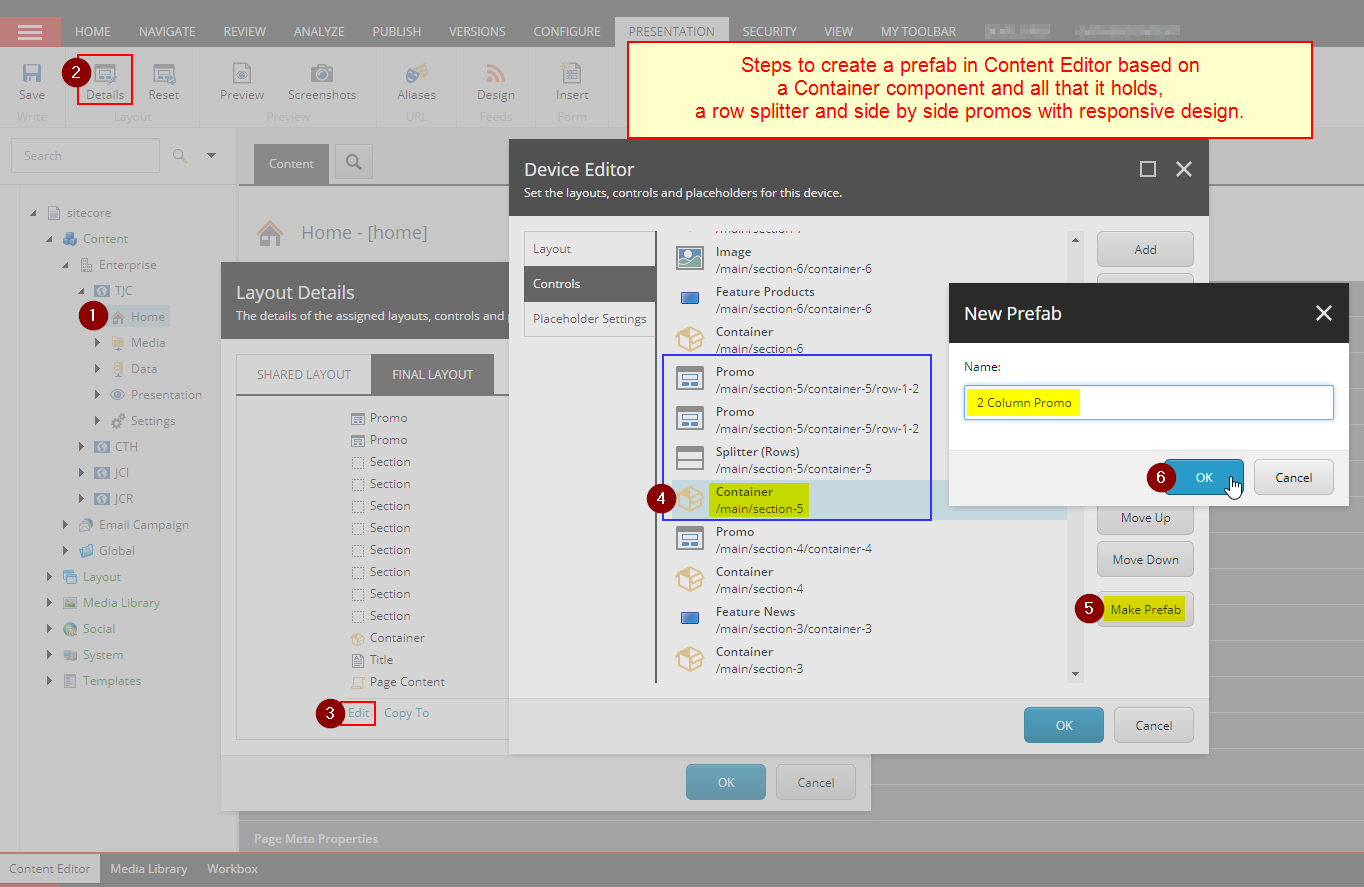 HOME
NAVIGATE
REVIEW
ANALYZE
PUBLISH
VERSIONS
CONFIGURE
PRESENTATION
SECURITY
VIEW
MY TOOLBAR
Steps to create a prefab in Content Editor based on
a Container component and all that it holds,
a row splitter and side by side promos with responsive design.
2
Save
Details
Reset
Preview
Screenshots
Aliases
Design
Insert
Write
Layout
Preview
URL
Feeds
Form
Search
sitecore
Content
Enterprise
TJC
1
Home
Media
Data
Presentation
Settings
CTH
JCI
JCR
Email Campaign
Global
Layout
Media Library
Social
System
Templates
Content
Home - [home]
Layout Details
The details of the assigned layouts, controls and
SHARED LAYOUT
FINAL LAYOUT
Promo
Promo
Section
Section
Section
Section
Section
Section
Section
Section
Container
Title
Page Content
3
Edit
Copy To
OK
Cancel
Page Meta Properties
Device Editor
Set the layouts, controls and placeholders for this device.
Layout
Controls
Placeholder Settings
Image
/main/section-6/container-6
Feature Products
/main/section-6/container-6
Container
/main/section-6
Promo
/main/section-5/container-5/row-1-2
Promo
/main/section-5/container-5/row-1-2
Splitter (Rows)
/main/section-5/container-5
4
Container
/main/section-5
Promo
/main/section-4/container-4
Container
/main/section-4
Feature News
/main/section-3/container-3
Container
/main/section-3
Add
Move Up
Move Down
5
Make Prefab
OK
Cancel
New Prefab
Name:
2 Column Promo
6
OK
Cancel
Content Editor
Media Library
Workbox